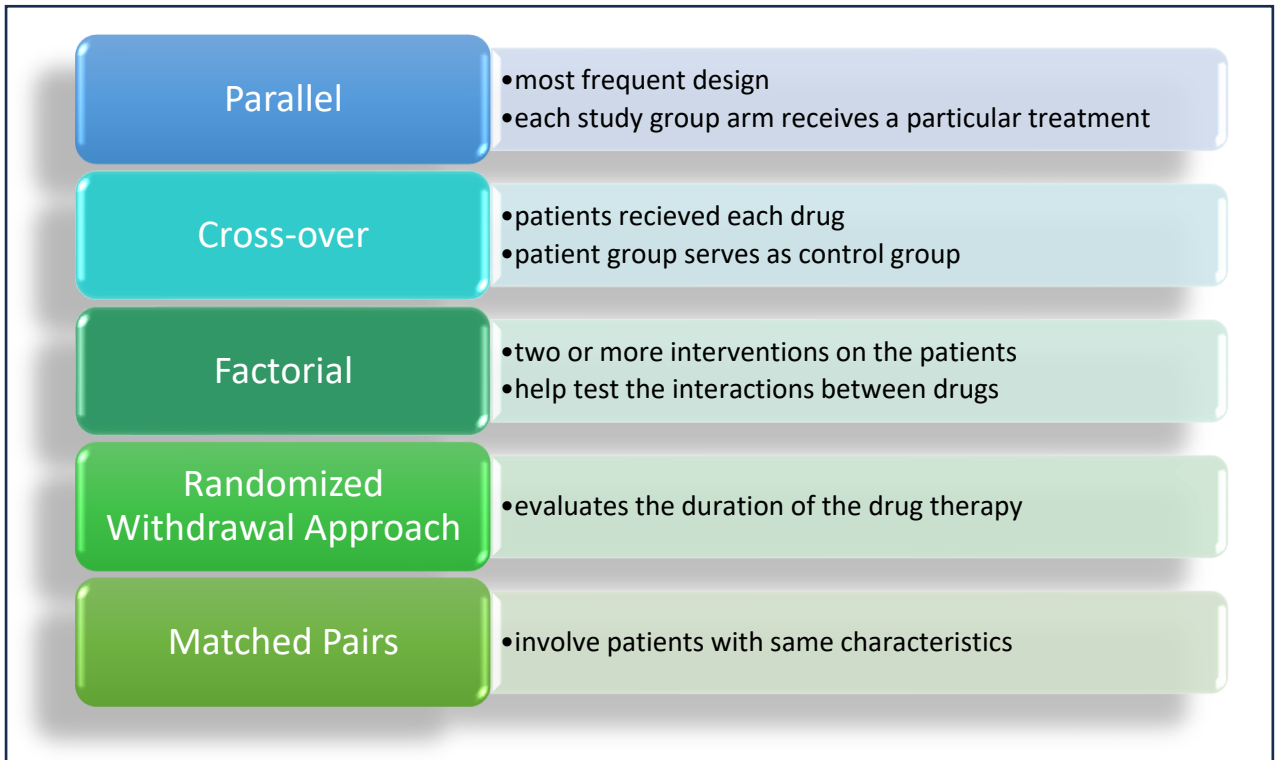 Parallel
•most frequent design
•each study group arm receives a particular treatment
Cross-over
•patients recieved each drug
•patient group serves as control group
Factorial
•two or more interventions on the patients
•help test the interactions between drugs
Randomized
Withdrawal Approach
•evaluates the duration of the drug therapy
Matched Pairs
•involve patients with same characteristics